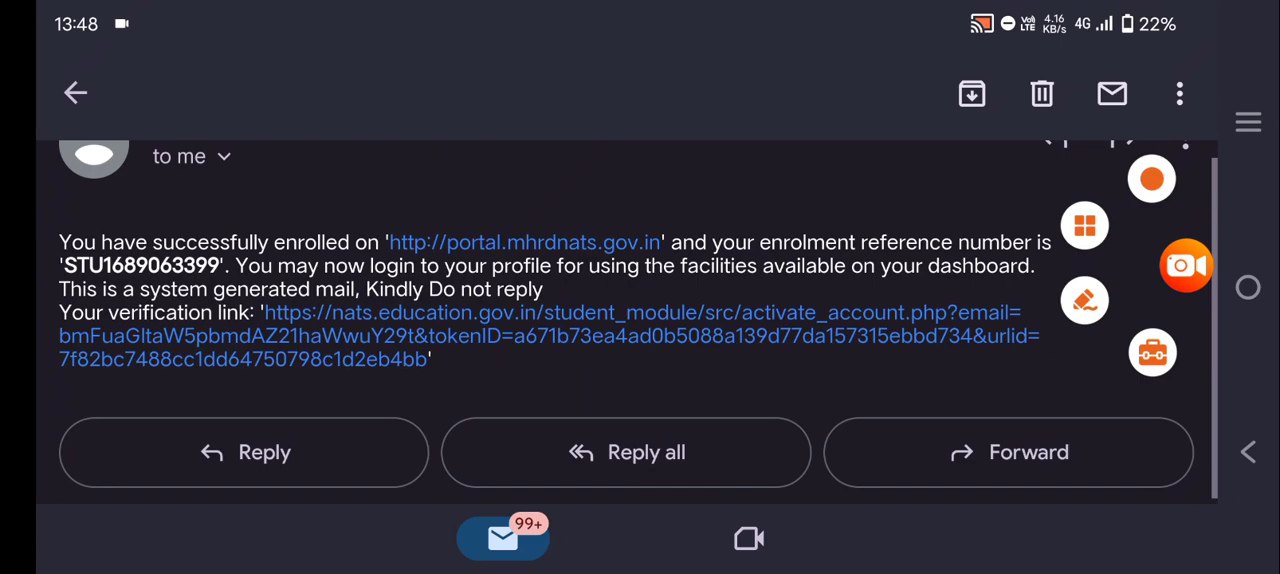 13:48 Vo) LTE 4.16 KB/s 4G 22%
to me
You have successfully enrolled on 'http://portal.mhrdnats.gov.in' and your enrolment reference number is
'STU1689063399'. You may now login to your profile for using the facilities available on your dashboard.
This is a system generated mail, Kindly Do not reply
Your verification link: 'https://nats.education.gov.in/student_module/src/activate_account.php?email=
bmFuaGltaW5pbmdAZ21haWwuY29t&tokenID=a671b73ea4ad0b5088a139d77da157315ebbd734&urlid=
7f82bc7488cc1dd64750798c1d2eb4bb'
Reply Reply all Forward
99+